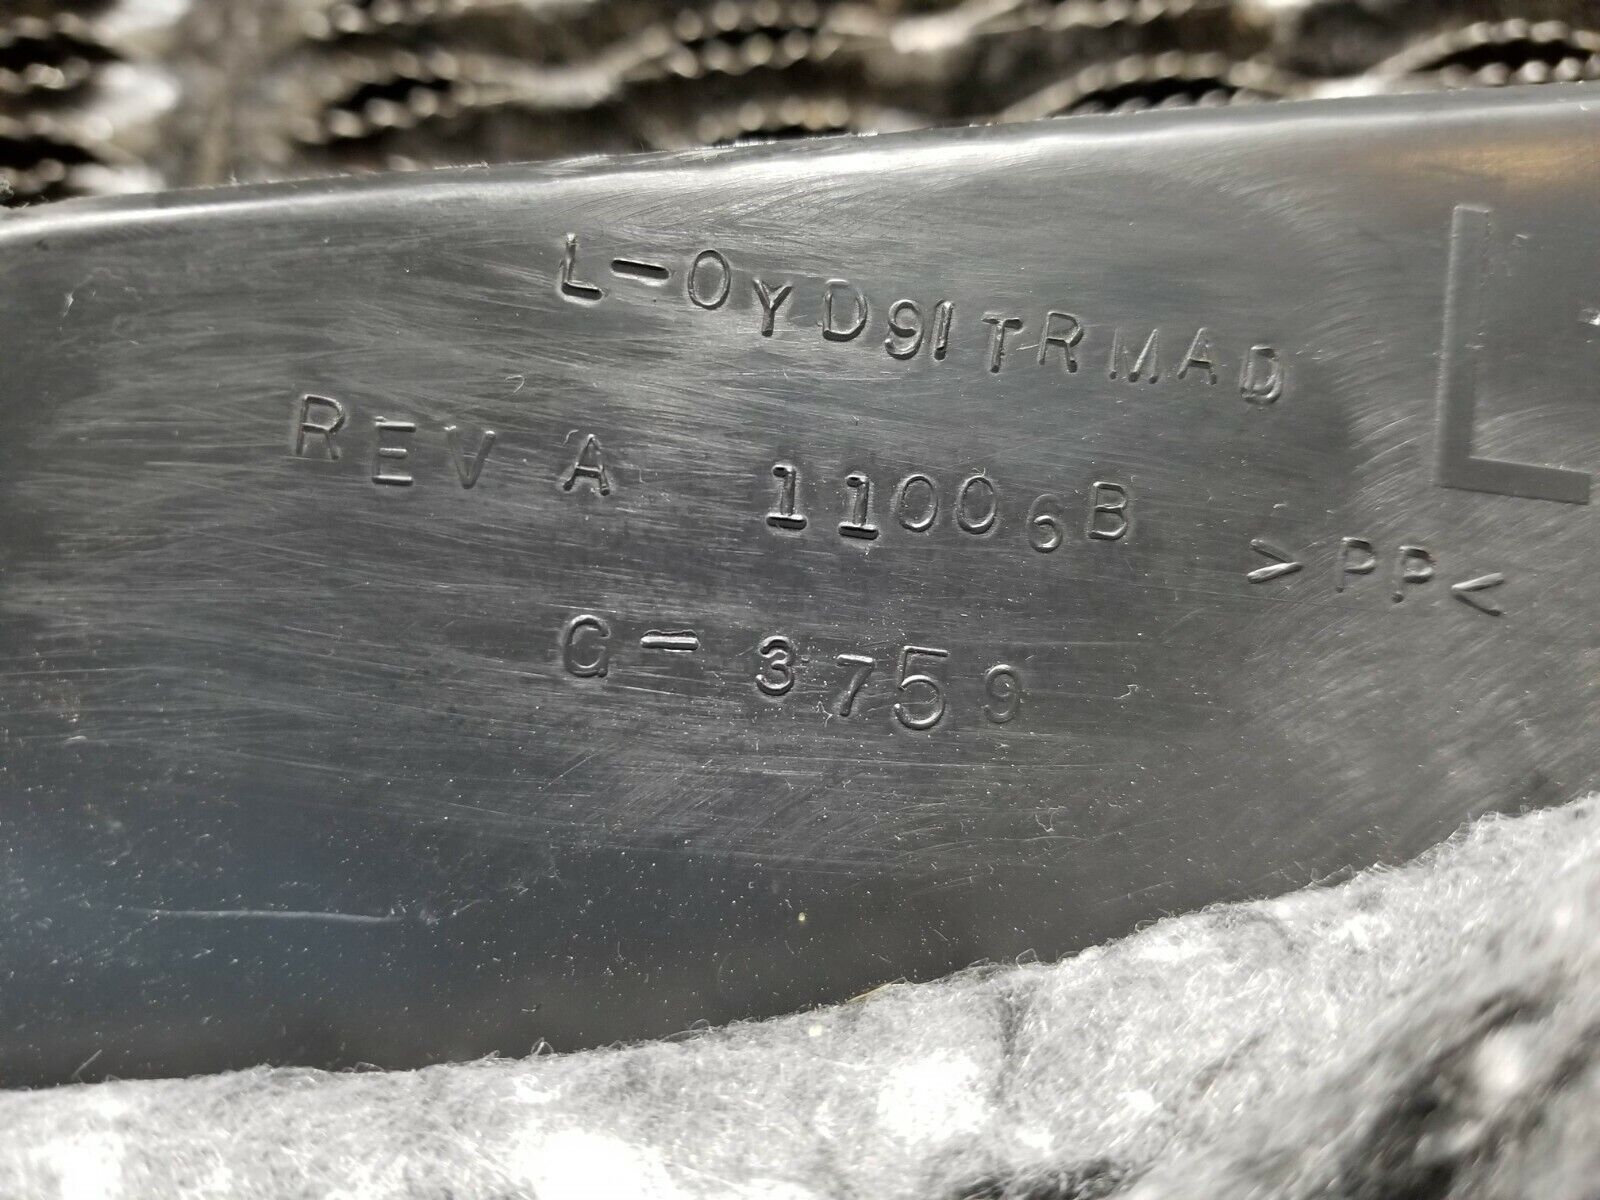 L-0YD91TRMAD
L
REV A 11006B
>PP<
G-3759